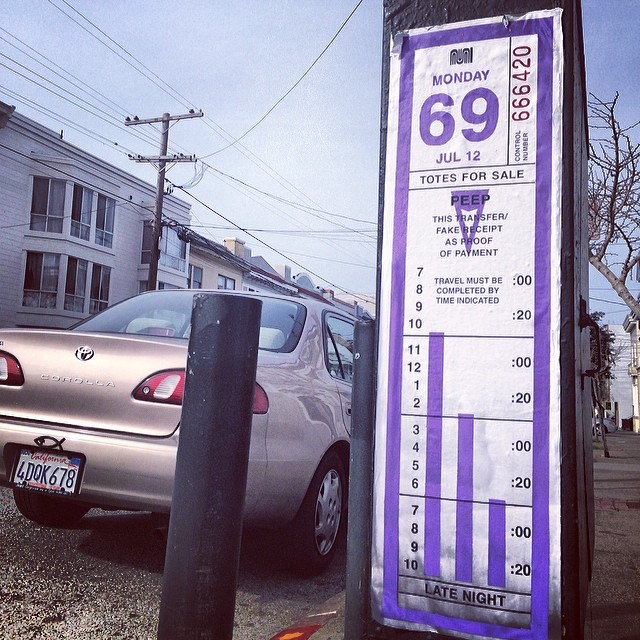 muni
MONDAY
69
JUL 12
CONTROL NUMBER 666420
TOTES FOR SALE
PEEP
THIS TRANSFER/
FAKE RECEIPT
AS PROOF
OF PAYMENT
TRAVEL MUST BE
COMPLETED BY
TIME INDICATED
7 :00
8
9 :20
10
11 :00
12
1
2 :20
3
4 :00
5
6 :20
7
8 :00
9
10 :20
LATE NIGHT
COROLLA
California
4DQK678